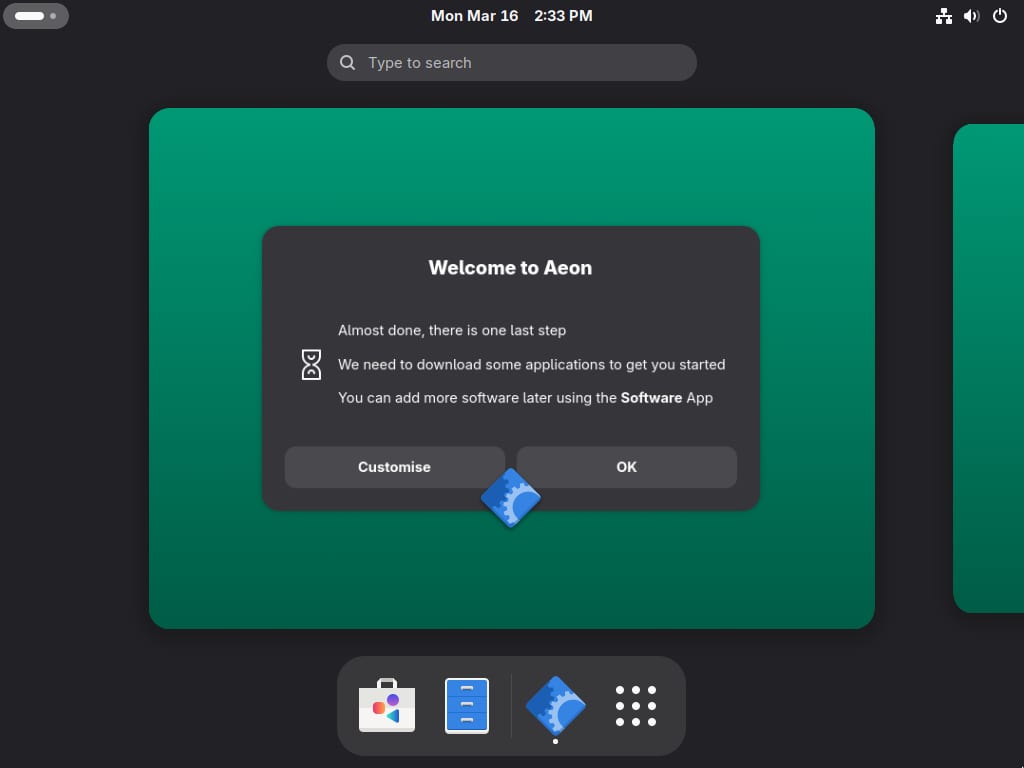 Mon Mar 16 2:33 PM
Type to search
Welcome to Aeon
Almost done, there is one last step
We need to download some applications to get you started
You can add more software later using the Software App
Customise OK